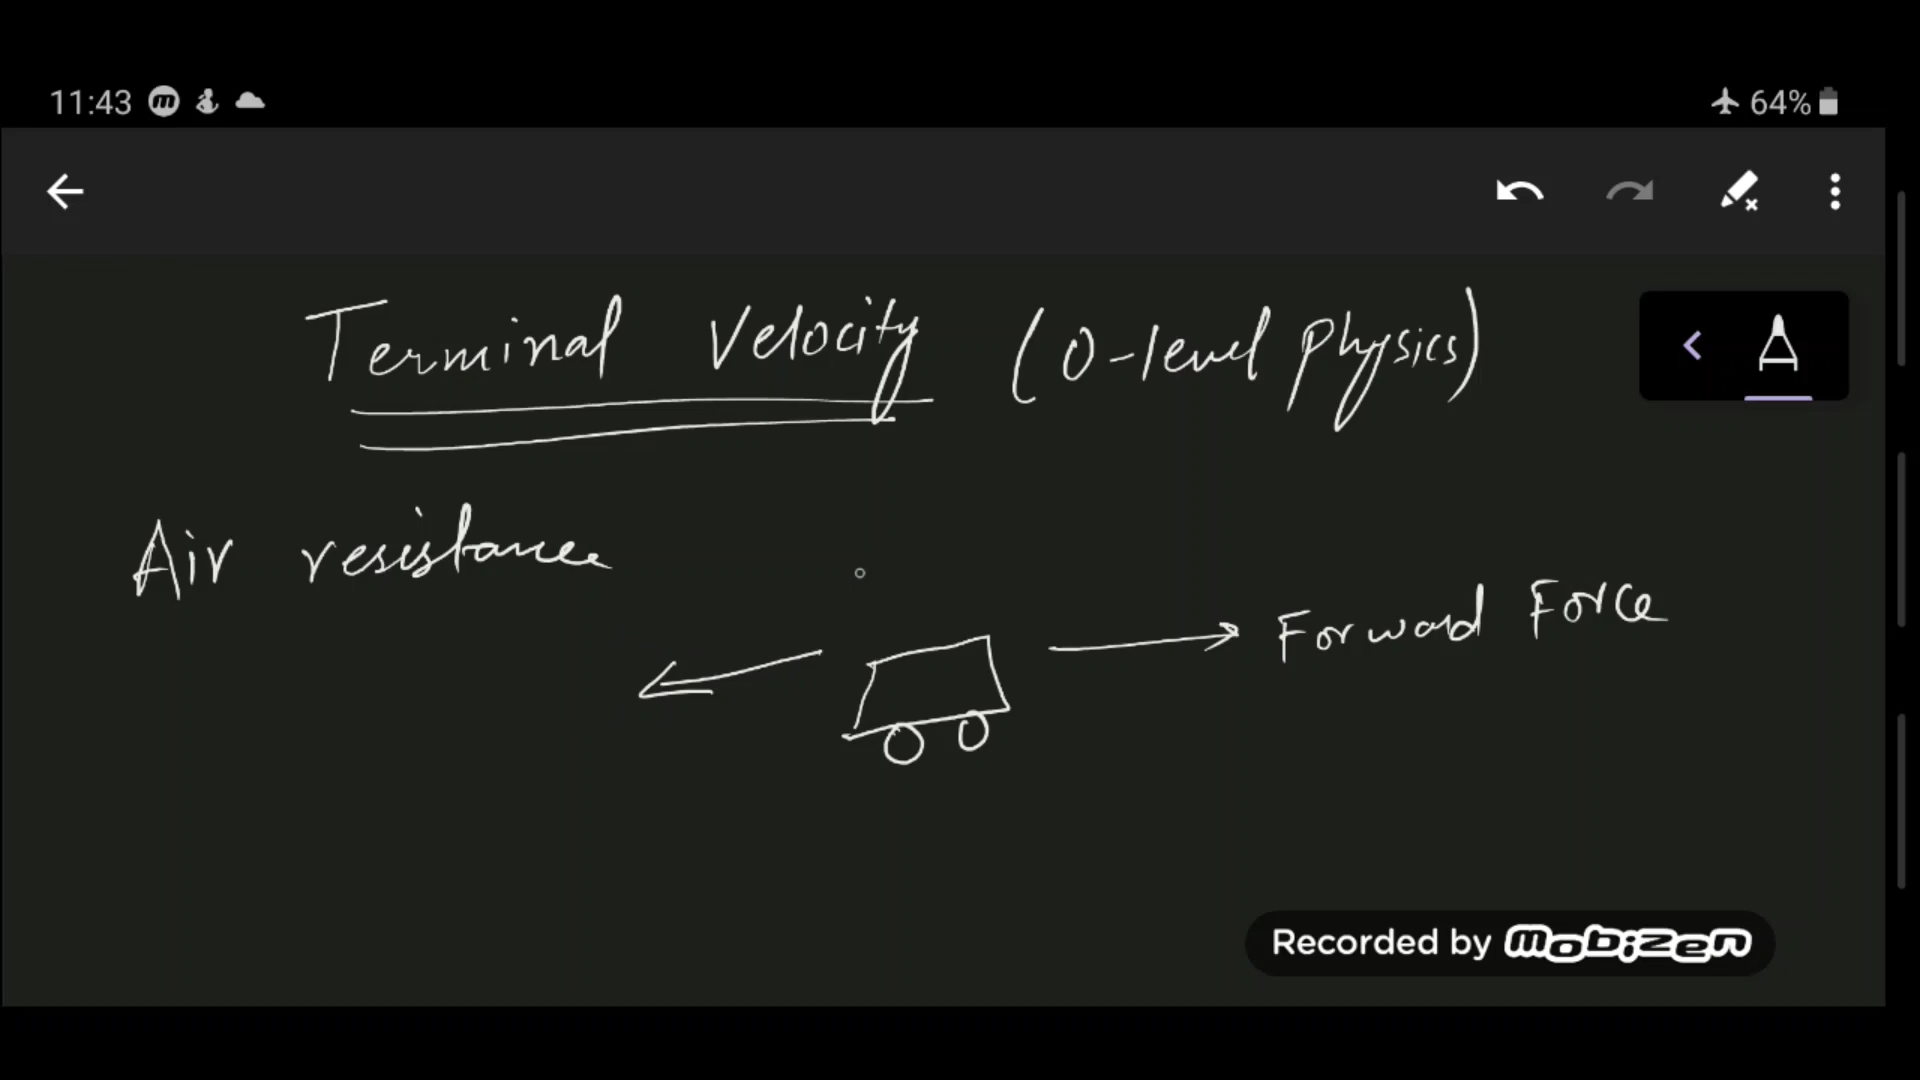 11:43
64%
Terminal Velocity (O-level Physics)
Air resistance
Forward Force
Recorded by mobizen